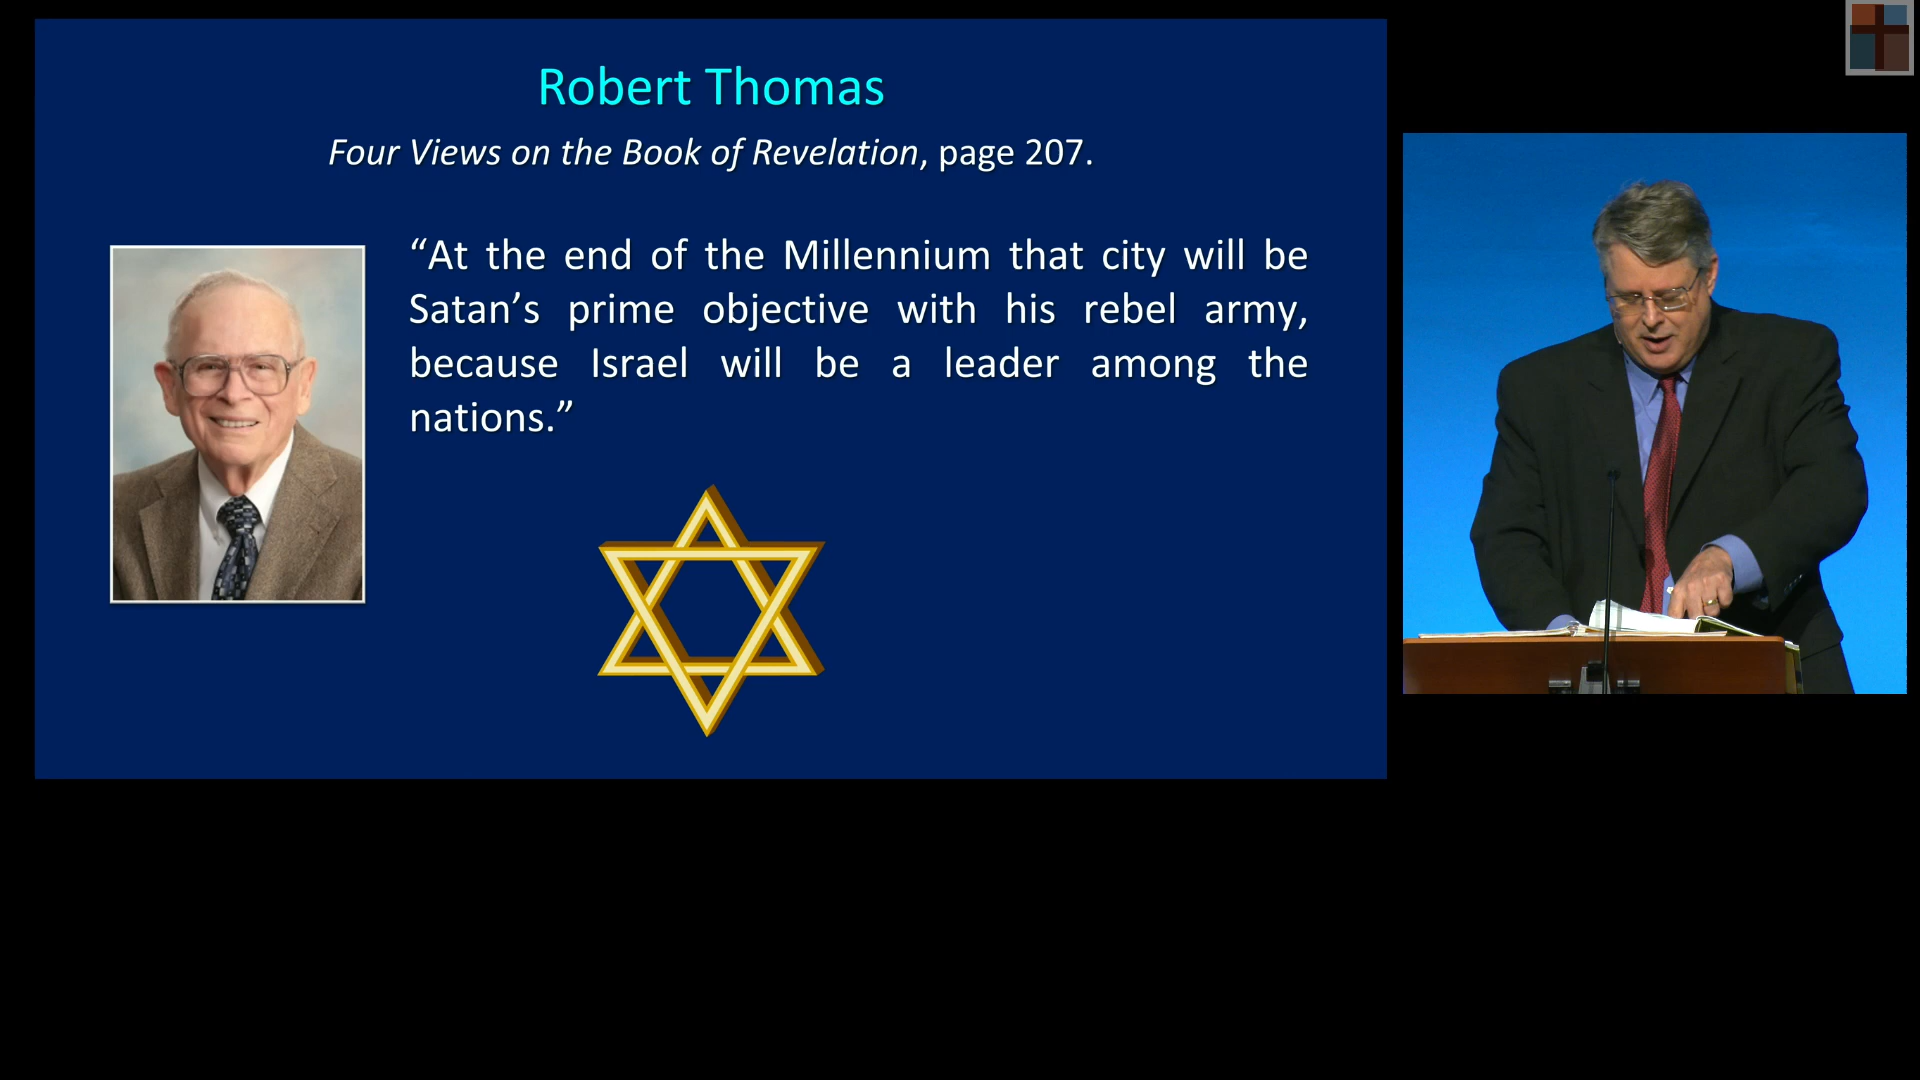 Robert Thomas
Four Views on the Book of Revelation, page 207.
“At the end of the Millennium that city will be
Satan’s prime objective with his rebel army,
because Israel will be a leader among the
nations.”